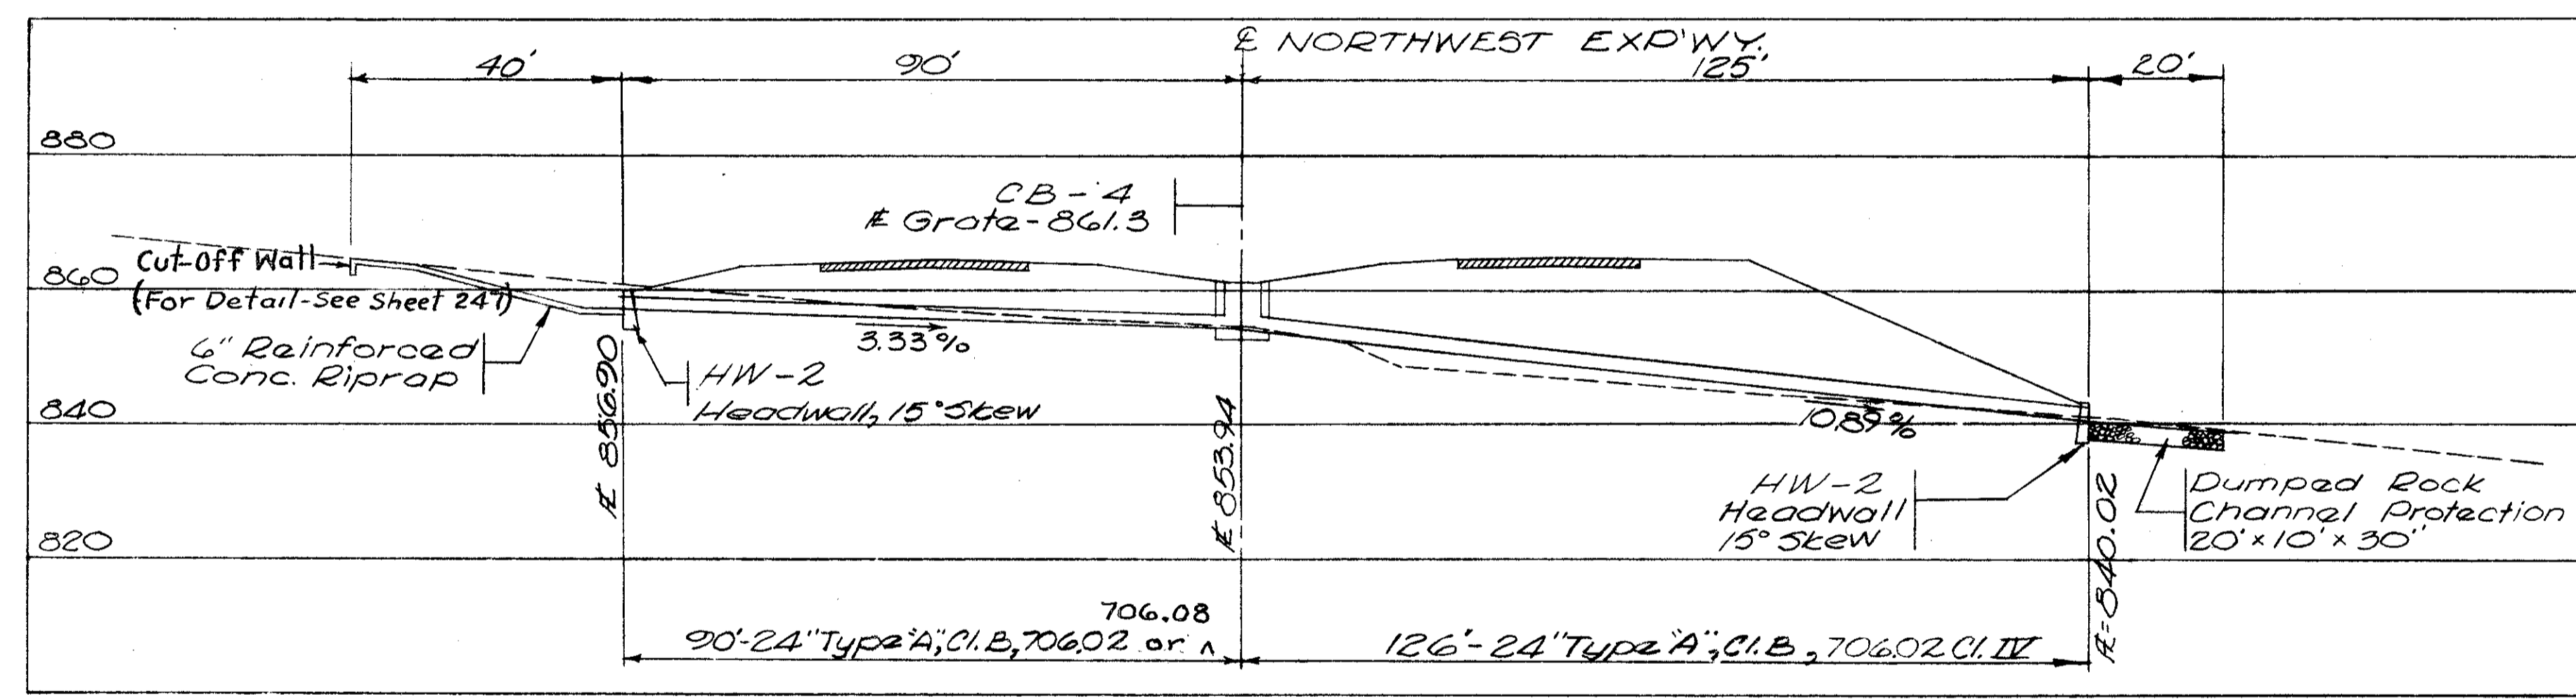 ℄ NORTHWEST EXP'WY.
40'
90'
125'
20'
880
CB-4
⅊ Grate-861.3
Cut-Off Wall
860
(For Detail-See Sheet 247)
6" Reinforced
Conc. Riprap
3.33%
HW-2
Headwall, 15° Skew
840
10.89%
856.90
853.94
HW-2
Headwall
15° Skew
840.02
Dumped Rock
Channel Protection
20'x10'x30"
820
706.08
90'-24" Type "A", Cl. B, 706.02 or ^
126'-24" Type "A", Cl. B, 706.02 Cl. IV